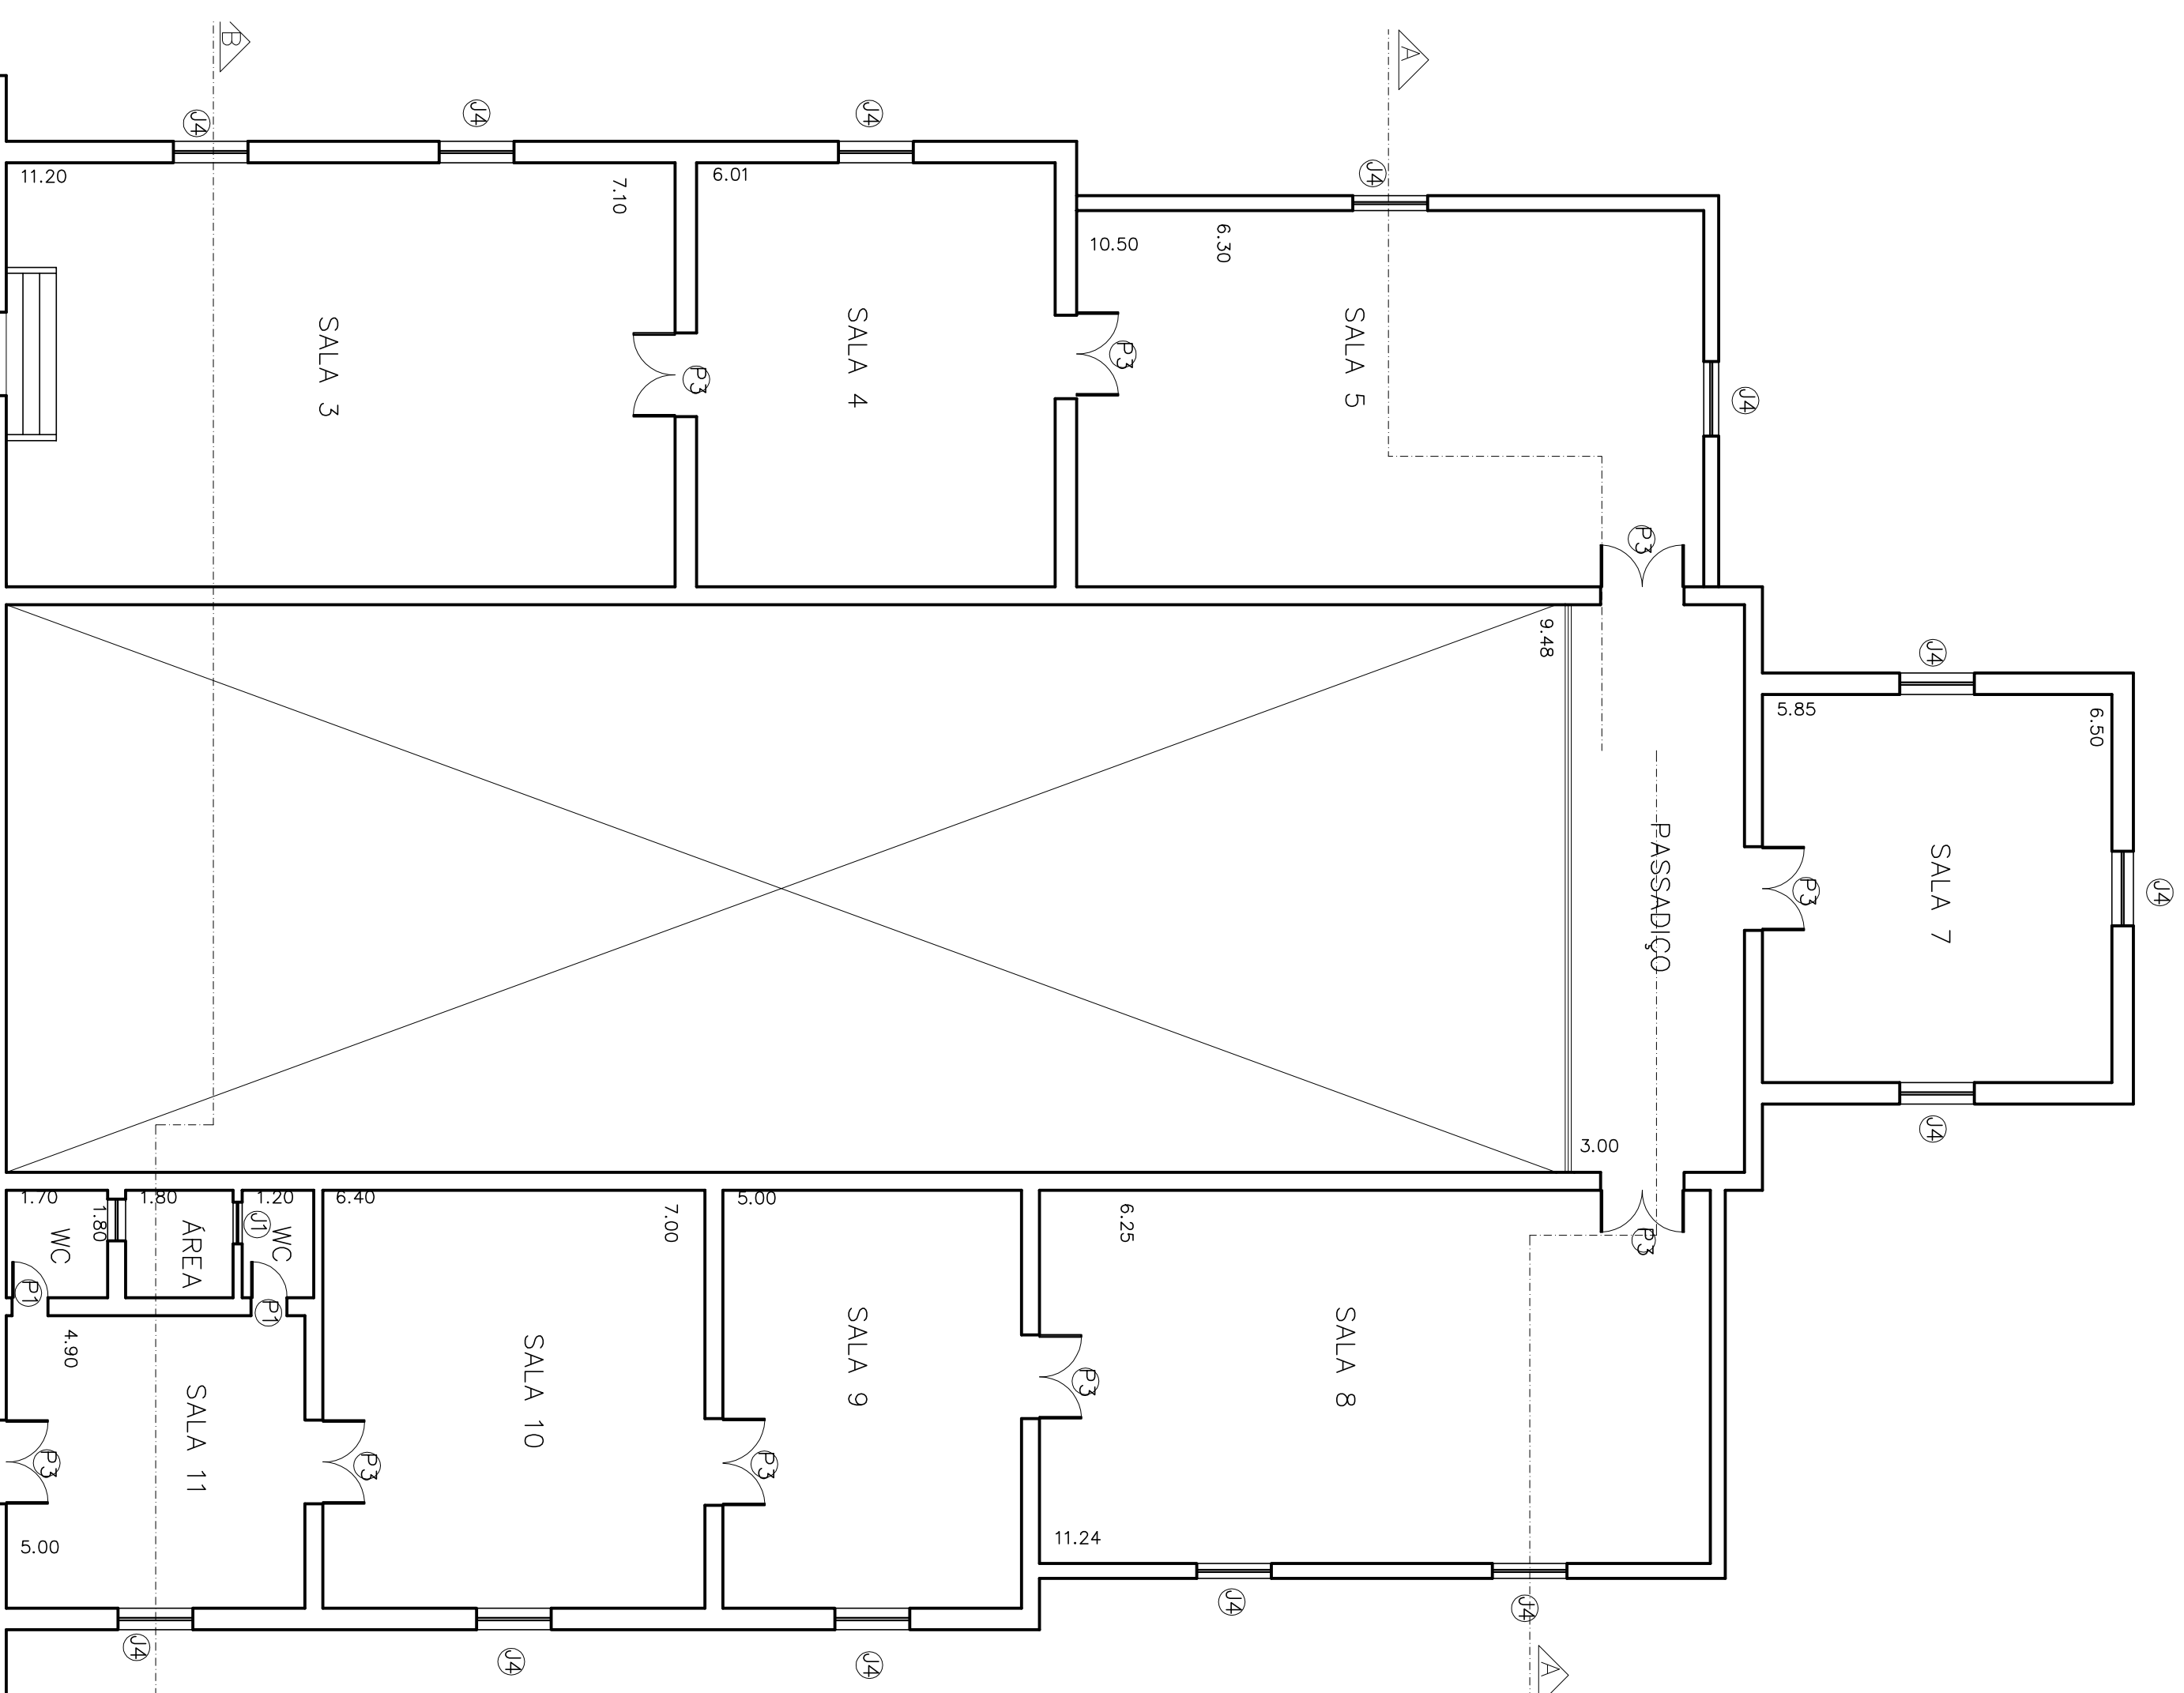 B
A
J4
J4
J4
J4
11.20
7.10
6.01
10.50
6.30
SALA 3
SALA 4
SALA 5
P3
P3
J4
P3
9.48
J4
5.85
6.50
PASSADIÇO
SALA 7
P3
J4
J4
3.00
1.70
1.80
1.80
1.20
6.40
7.00
5.00
6.25
WC
ÁREA
J1
WC
P3
P1
P1
4.90
SALA 11
SALA 10
SALA 9
SALA 8
P3
P3
P3
P3
5.00
11.24
J4
J4
J4
J4
J4
A